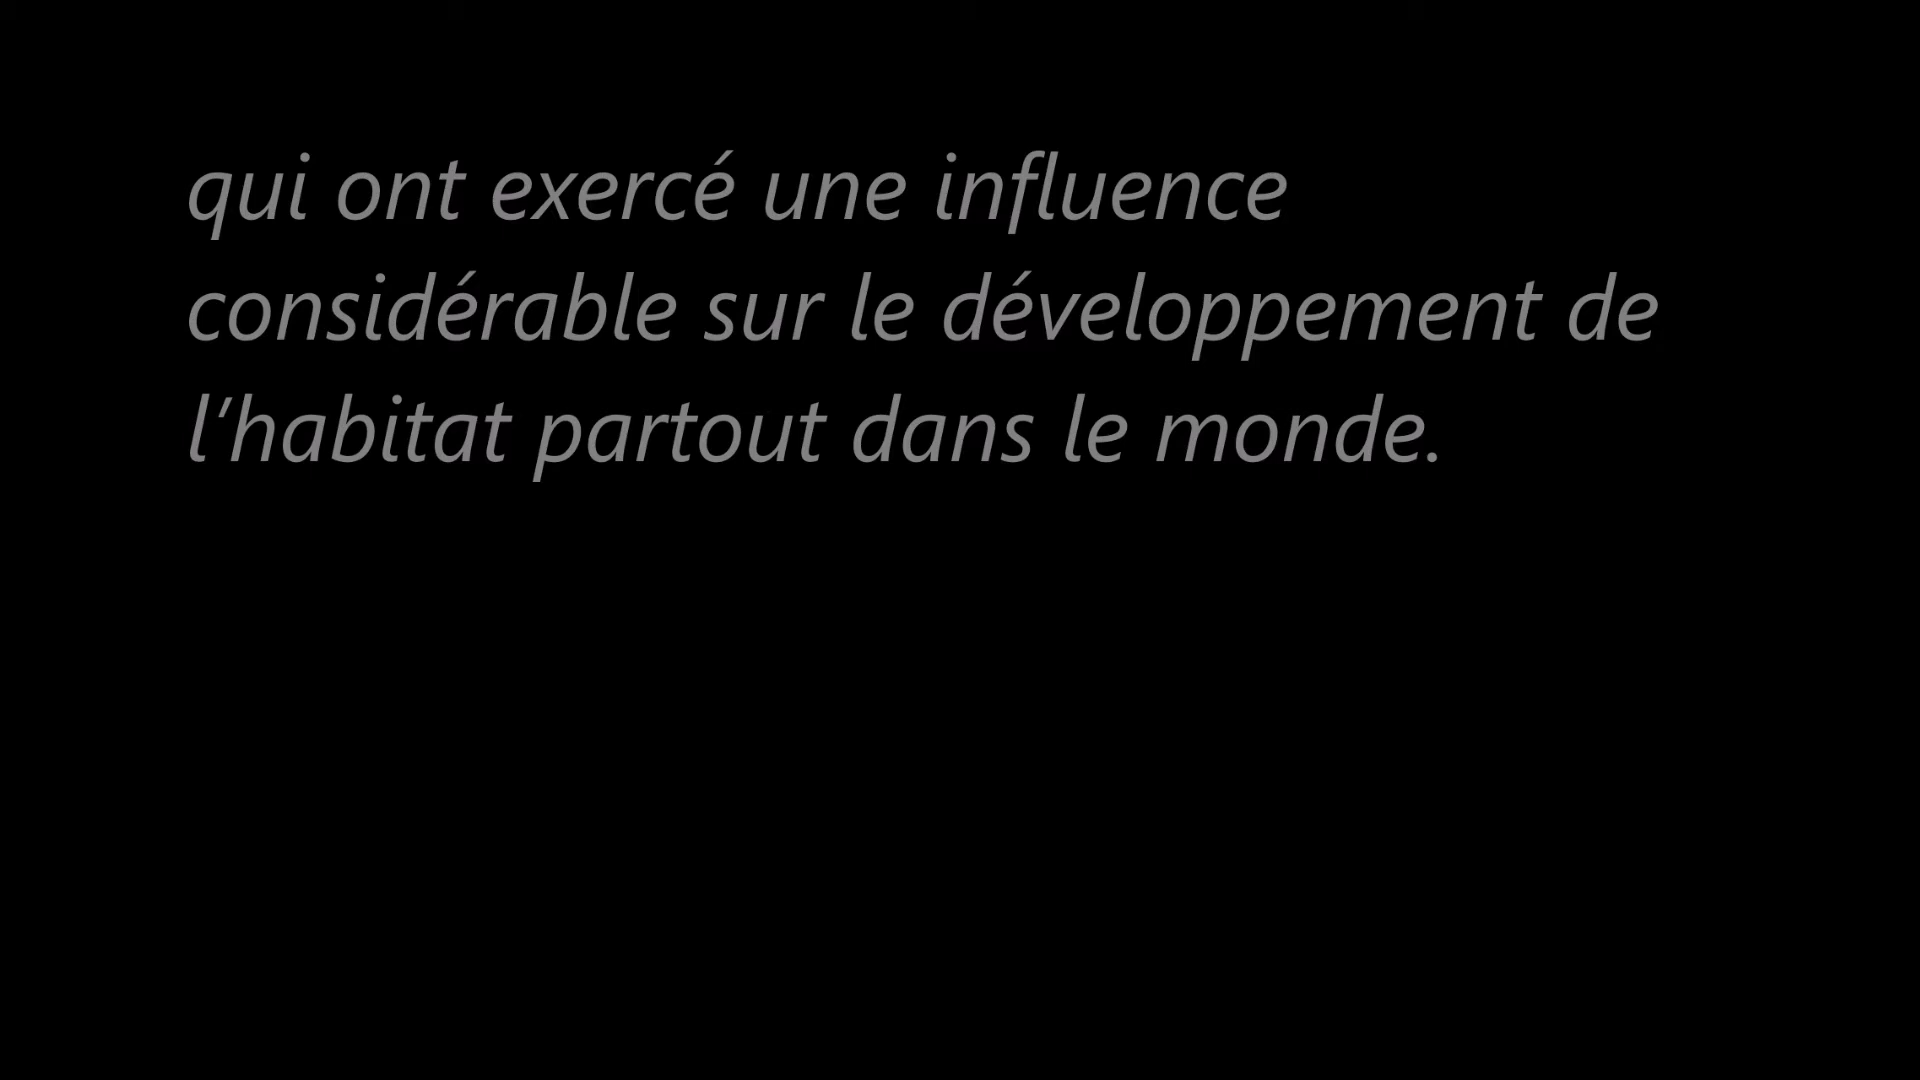 qui ont exercé une influence
considérable sur le développement de
l’habitat partout dans le monde.